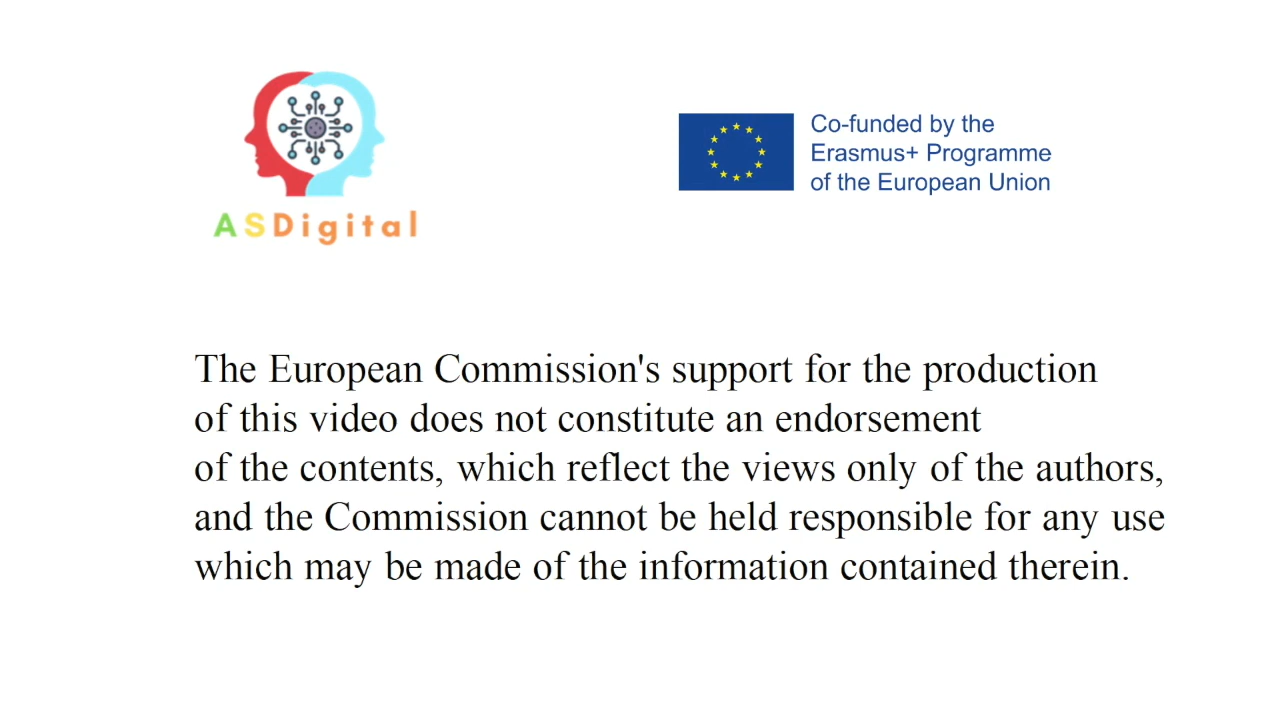 ASDigital
Co-funded by the
Erasmus+ Programme
of the European Union
The European Commission's support for the production
of this video does not constitute an endorsement
of the contents, which reflect the views only of the authors,
and the Commission cannot be held responsible for any use
which may be made of the information contained therein.